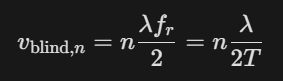 v_blind,n = n λf_r/2 = n λ/2T